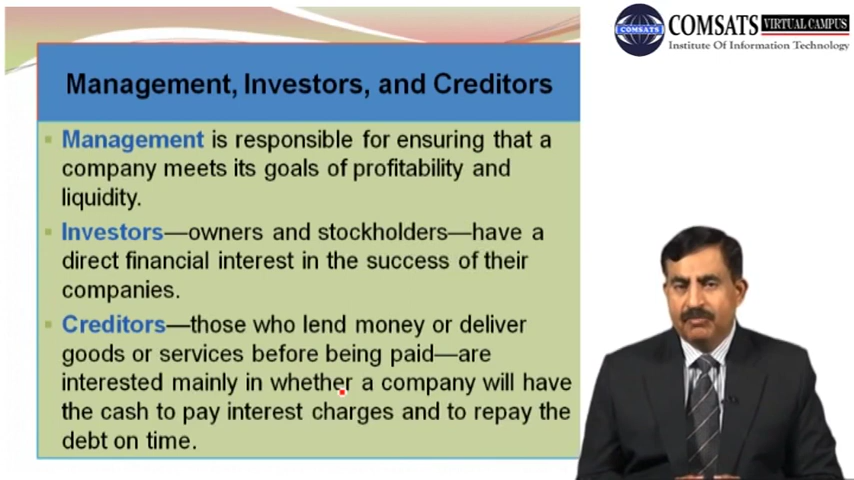 COMSATS VIRTUAL CAMPUS
Institute Of Information Technology
COMSATS
Management, Investors, and Creditors
Management is responsible for ensuring that a
company meets its goals of profitability and
liquidity.
Investors—owners and stockholders—have a
direct financial interest in the success of their
companies.
Creditors—those who lend money or deliver
goods or services before being paid—are
interested mainly in whether a company will have
the cash to pay interest charges and to repay the
debt on time.